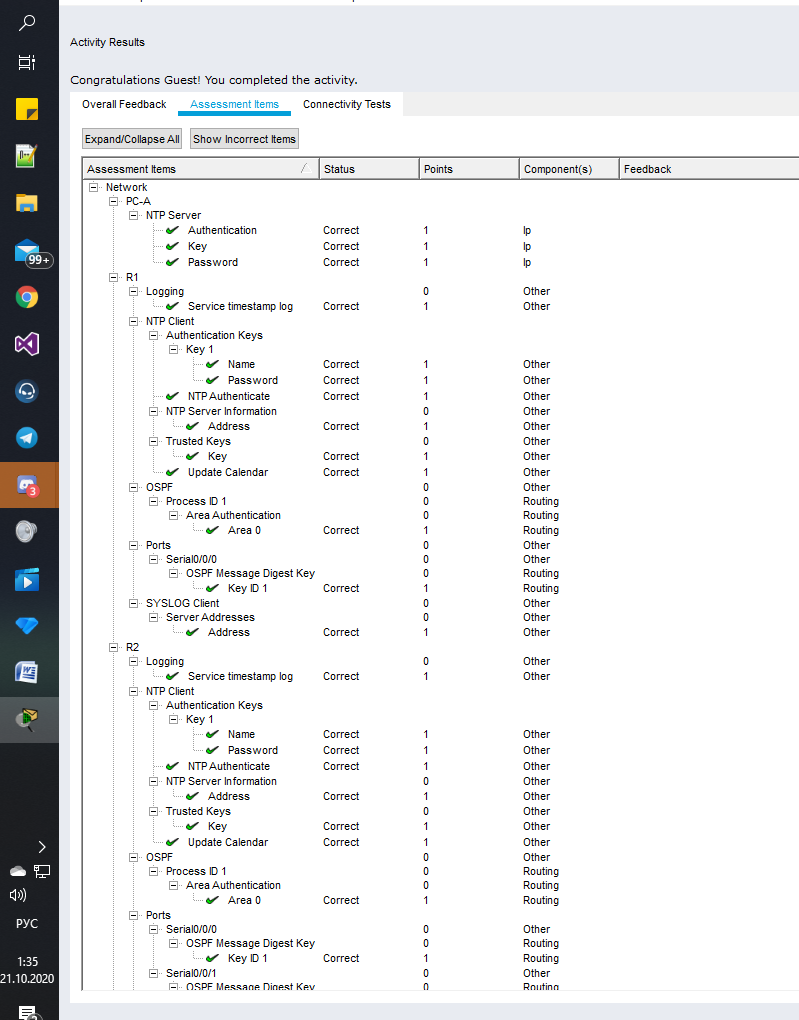 Activity Results
Congratulations Guest! You completed the activity.
Overall Feedback Assessment Items Connectivity Tests
Expand/Collapse All Show Incorrect Items
Assessment Items Status Points Component(s) Feedback
Network
PC-A
NTP Server
Authentication Correct 1 Ip
Key Correct 1 Ip
Password Correct 1 Ip
R1
Logging 0 Other
Service timestamp log Correct 1 Other
NTP Client
Authentication Keys
Key 1
Name Correct 1 Other
Password Correct 1 Other
NTP Authenticate Correct 1 Other
NTP Server Information 0 Other
Address Correct 1 Other
Trusted Keys 0 Other
Key Correct 1 Other
Update Calendar Correct 1 Other
OSPF 0 Other
Process ID 1 0 Routing
Area Authentication 0 Routing
Area 0 Correct 1 Routing
Ports 0 Other
Serial0/0/0 0 Other
OSPF Message Digest Key 0 Routing
Key ID 1 Correct 1 Routing
SYSLOG Client 0 Other
Server Addresses 0 Other
Address Correct 1 Other
R2
Logging 0 Other
Service timestamp log Correct 1 Other
NTP Client
Authentication Keys
Key 1
Name Correct 1 Other
Password Correct 1 Other
NTP Authenticate Correct 1 Other
NTP Server Information 0 Other
Address Correct 1 Other
Trusted Keys 0 Other
Key Correct 1 Other
Update Calendar Correct 1 Other
OSPF 0 Other
Process ID 1 0 Routing
Area Authentication 0 Routing
Area 0 Correct 1 Routing
Ports 0 Other
Serial0/0/0 0 Other
OSPF Message Digest Key 0 Routing
Key ID 1 Correct 1 Routing
Serial0/0/1 0 Other
OSPF Message Digest Key 0 Routing
99+
3
РУС
1:35
21.10.2020